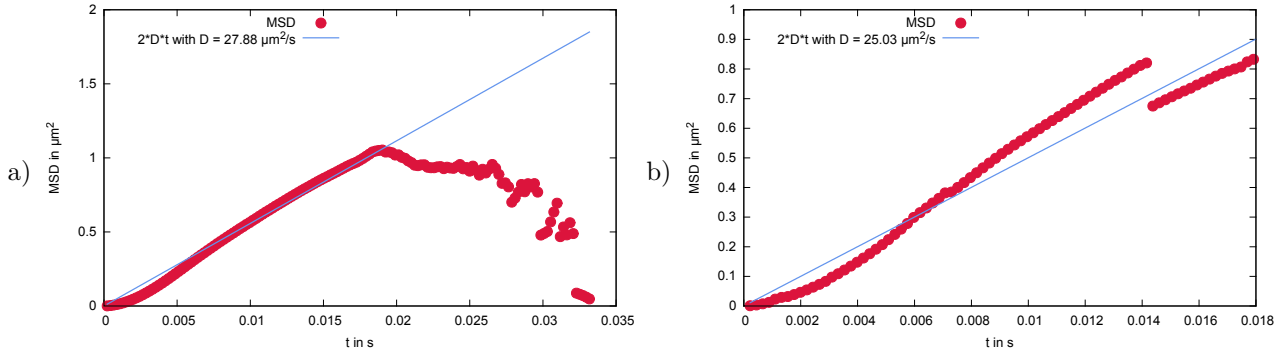 a)
MSD
2*D*t with D = 27.88 µm²/s
MSD in µm²
2
1.5
1
0.5
0
0 0.005 0.01 0.015 0.02 0.025 0.03 0.035
t in s
b)
MSD
2*D*t with D = 25.03 µm²/s
MSD in µm²
1
0.9
0.8
0.7
0.6
0.5
0.4
0.3
0.2
0.1
0
0 0.002 0.004 0.006 0.008 0.01 0.012 0.014 0.016 0.018
t in s